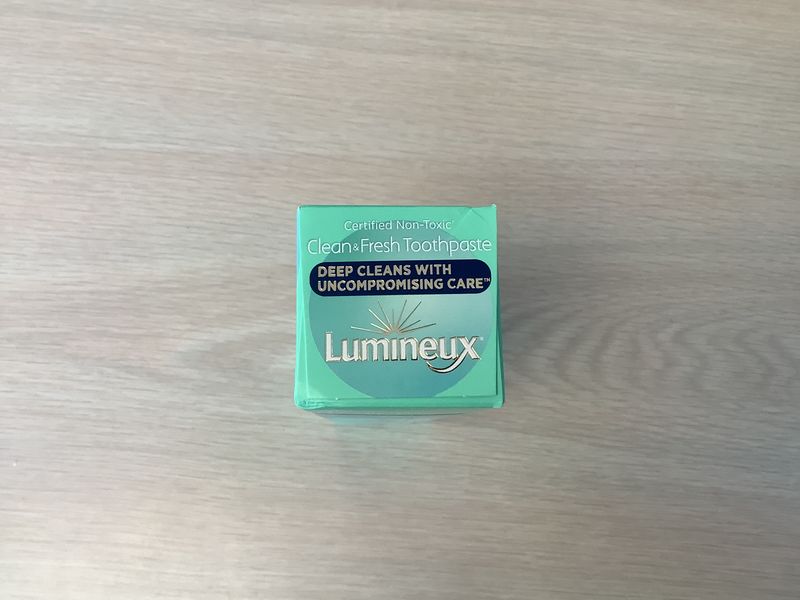 Certified Non-Toxic
Clean & Fresh Toothpaste
DEEP CLEANS WITH
UNCOMPROMISING CARE™
Lumineux®